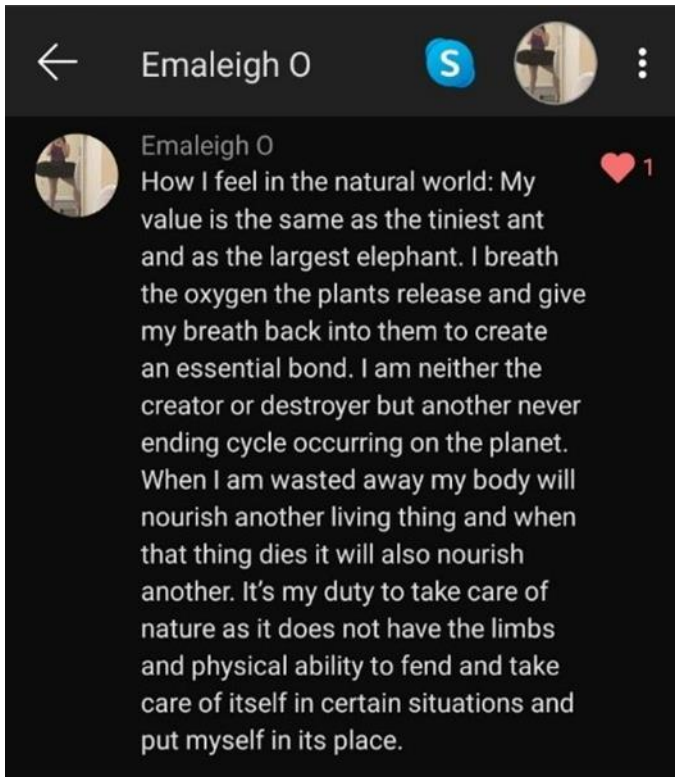 Emaleigh O
Emaleigh O
1
How I feel in the natural world: My
value is the same as the tiniest ant
and as the largest elephant. I breath
the oxygen the plants release and give
my breath back into them to create
an essential bond. I am neither the
creator or destroyer but another never
ending cycle occurring on the planet.
When I am wasted away my body will
nourish another living thing and when
that thing dies it will also nourish
another. It’s my duty to take care of
nature as it does not have the limbs
and physical ability to fend and take
care of itself in certain situations and
put myself in its place.